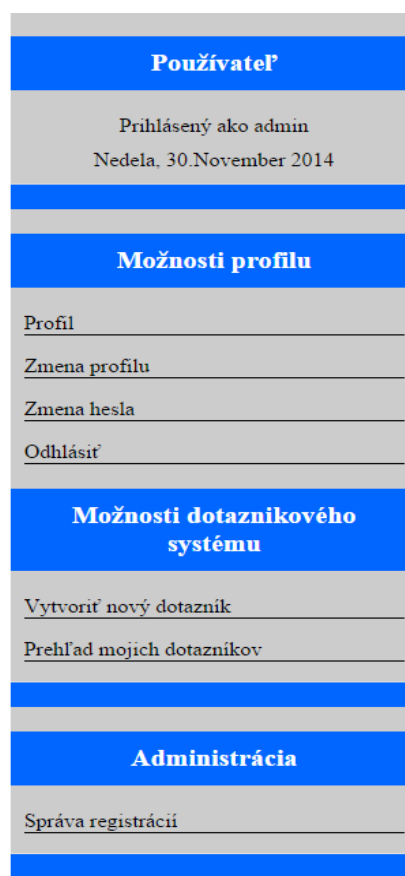 Používateľ
Prihlásený ako admin
Nedela, 30.November 2014
Možnosti profilu
Profil
Zmena profilu
Zmena hesla
Odhlásiť
Možnosti dotaznikového
systému
Vytvoriť nový dotazník
Prehľad mojich dotazníkov
Administrácia
Správa registrácií